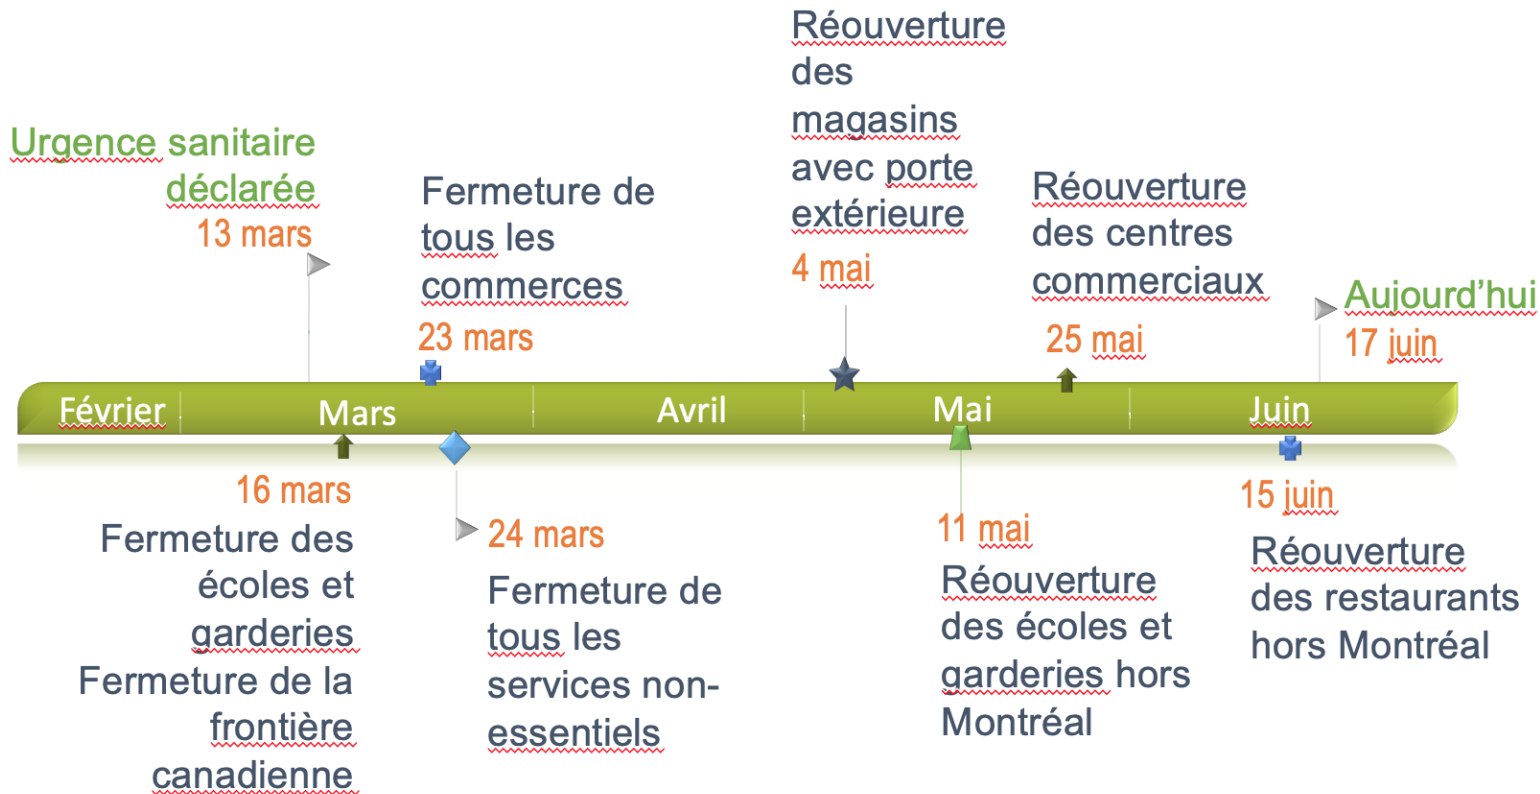 Urgence sanitaire
déclarée
13 mars
Fermeture de
tous les
commerces
23 mars
Réouverture
des
magasins
avec porte
extérieure
4 mai
Réouverture
des centres
commerciaux
25 mai
Aujourd’hui
17 juin
Février
Mars
Avril
Mai
Juin
16 mars
Fermeture des
écoles et
garderies
Fermeture de la
frontière
canadienne
24 mars
Fermeture de
tous les
services non-
essentiels
11 mai
Réouverture
des écoles et
garderies hors
Montréal
15 juin
Réouverture
des restaurants
hors Montréal